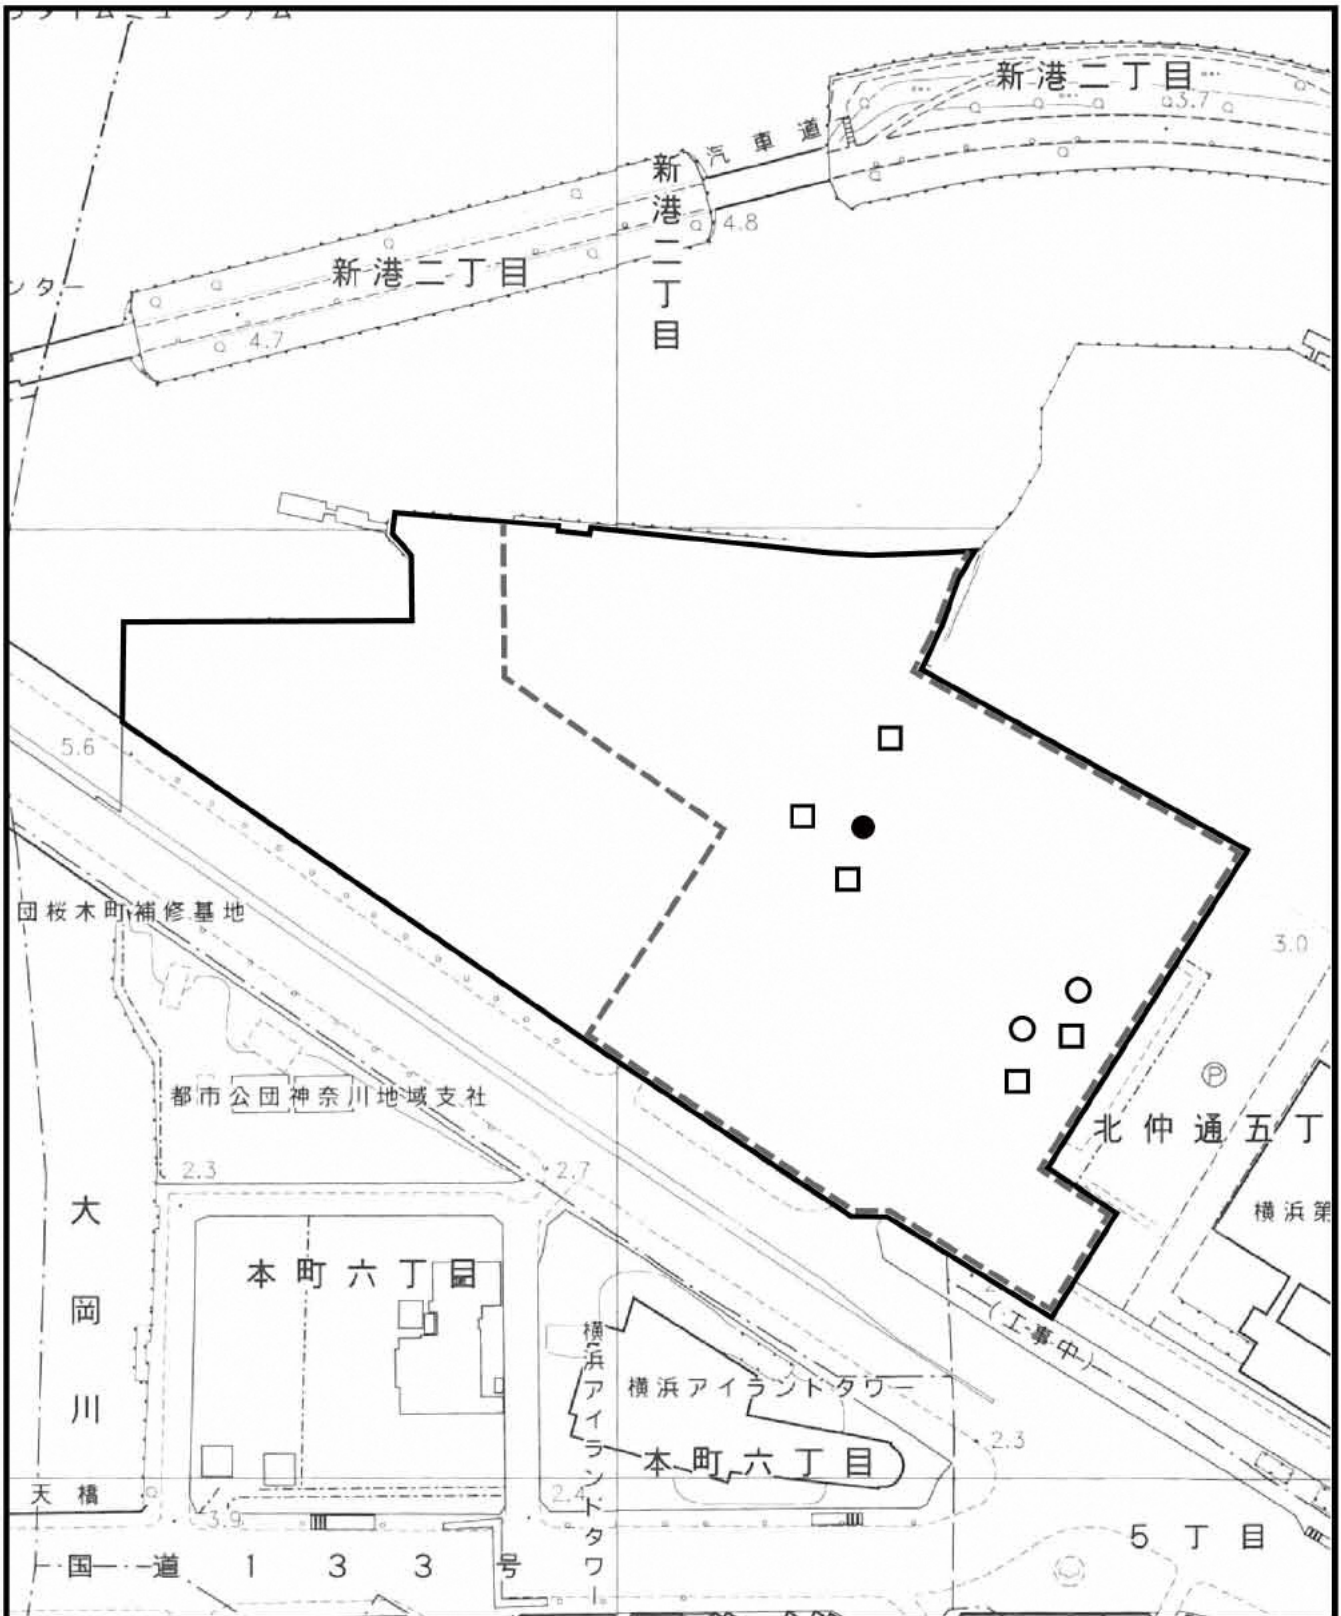 新港二丁目
3.7
汽車道
新港二丁目
4.8
新港二丁目
ンター
4.7
5.6
団桜木町補修基地
3.0
都市公団神奈川地域支社
P
北仲通五丁
2.3
2.7
大岡川
横浜第
本町六丁目
(工事中)
横浜アイランドタワー
横浜アイランドタワー
本町六丁目
2.3
天橋
2.4
3.9
5丁目
国道133号